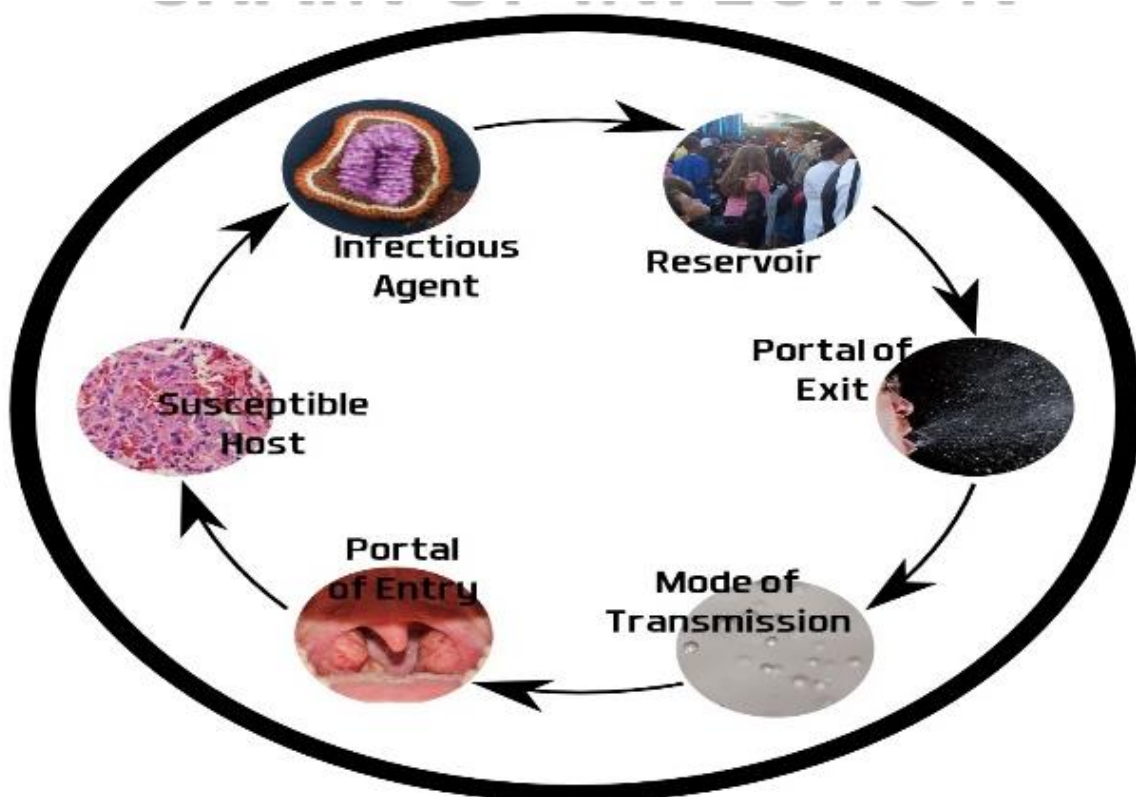 Infectious
Agent
Reservoir
Portal of
Exit
Mode of
Transmission
Portal
of Entry
Susceptible
Host